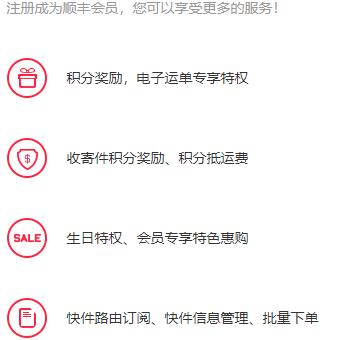 注册成为顺丰会员，您可以享受更多的服务！
积分奖励，电子运单专享特权
$
收寄件积分奖励、积分抵运费
SALE
生日特权、会员专享特色惠购
快件路由订阅、快件信息管理、批量下单